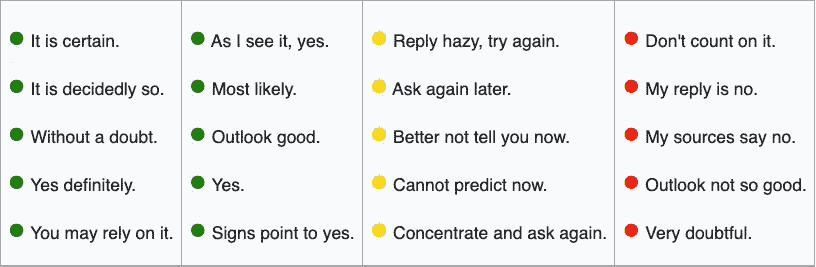 It is certain.
It is decidedly so.
Without a doubt.
Yes definitely.
You may rely on it.
As I see it, yes.
Most likely.
Outlook good.
Yes.
Signs point to yes.
Reply hazy, try again.
Ask again later.
Better not tell you now.
Cannot predict now.
Concentrate and ask again.
Don't count on it.
My reply is no.
My sources say no.
Outlook not so good.
Very doubtful.